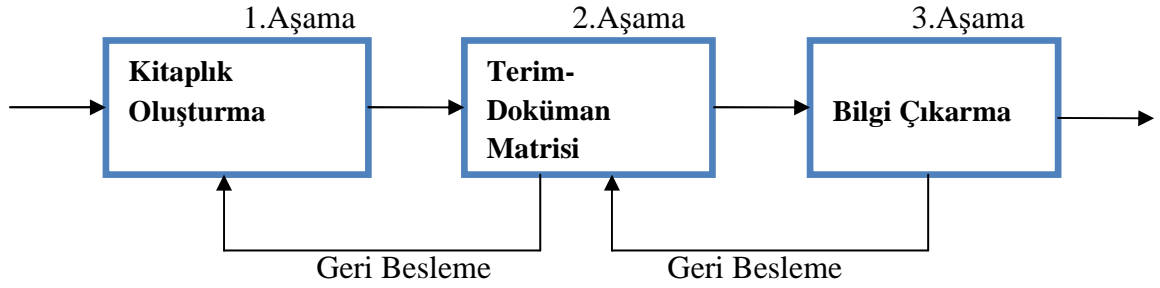 1.Aşama
2.Aşama
3.Aşama
Kitaplık
Oluşturma
Terim-
Doküman
Matrisi
Bilgi Çıkarma
Geri Besleme
Geri Besleme